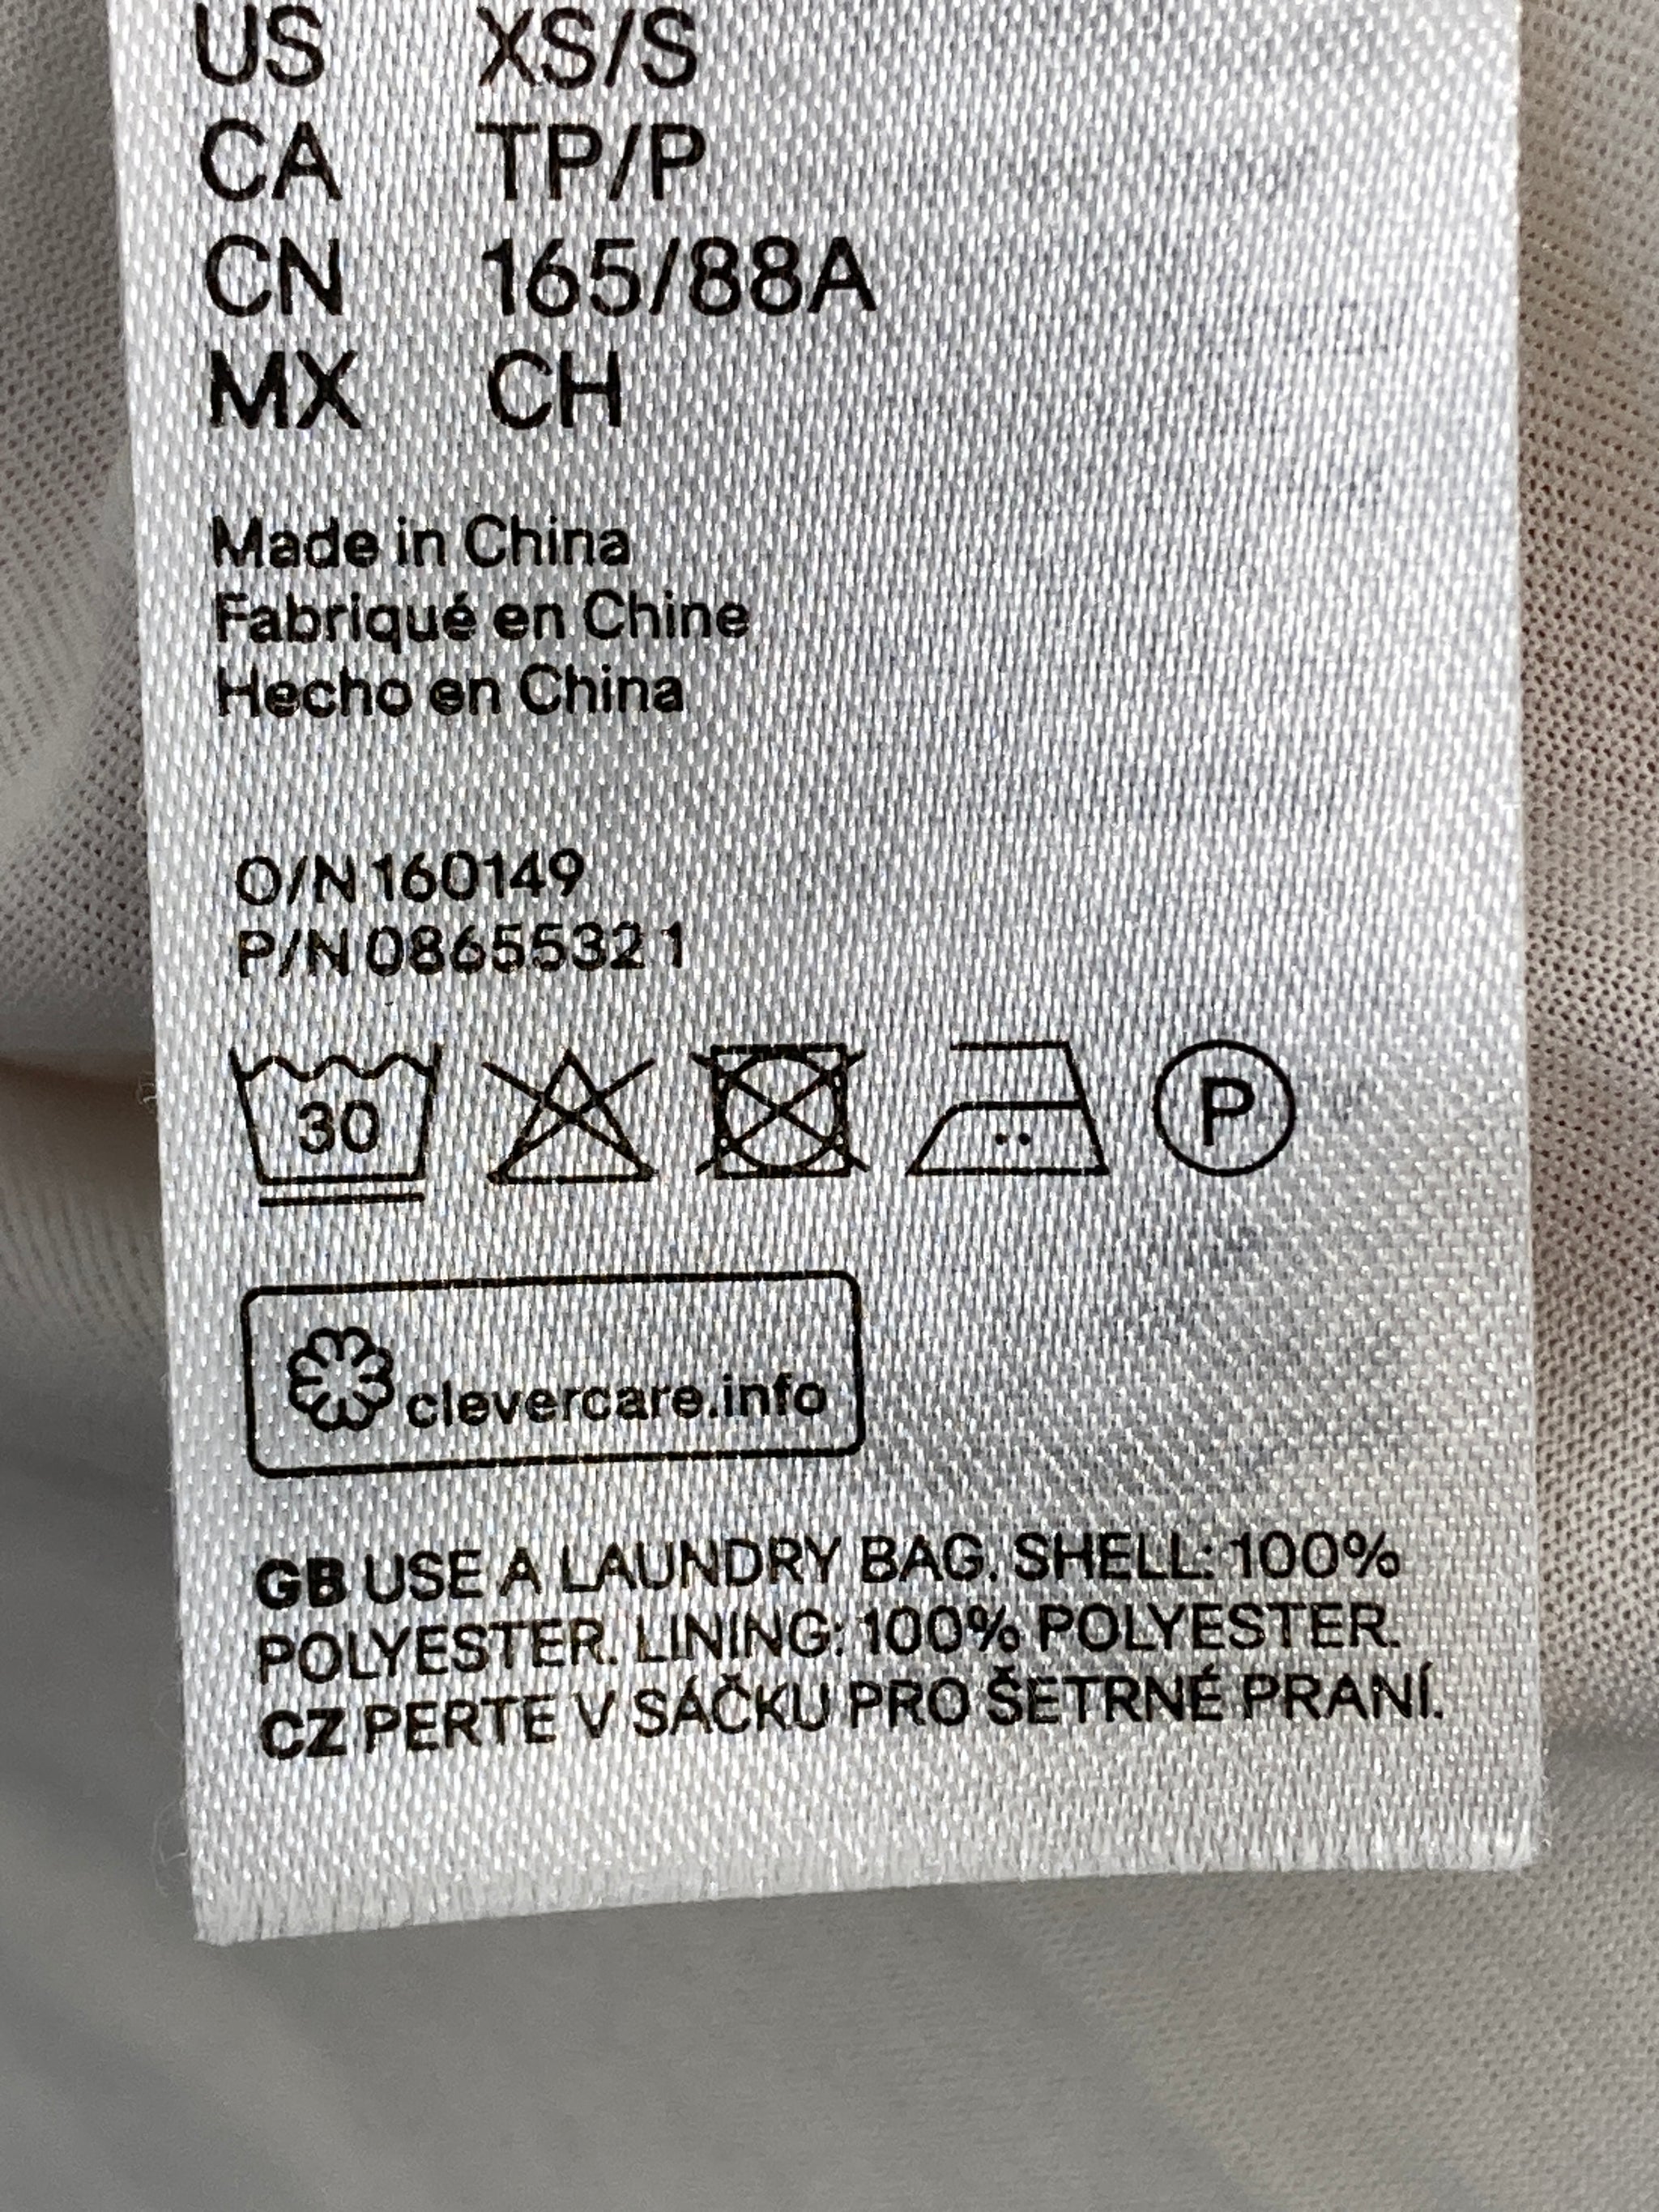 US XS/S
CA TP/P
CN 165/88A
MX CH
Made in China
Fabriqué en Chine
Hecho en China
O/N 160149
P/N 08655321
30
P
clevercare.info
GB USE A LAUNDRY BAG. SHELL: 100%
POLYESTER. LINING: 100% POLYESTER.
CZ PERTE V SÁČKU PRO ŠETRNÉ PRANÍ.